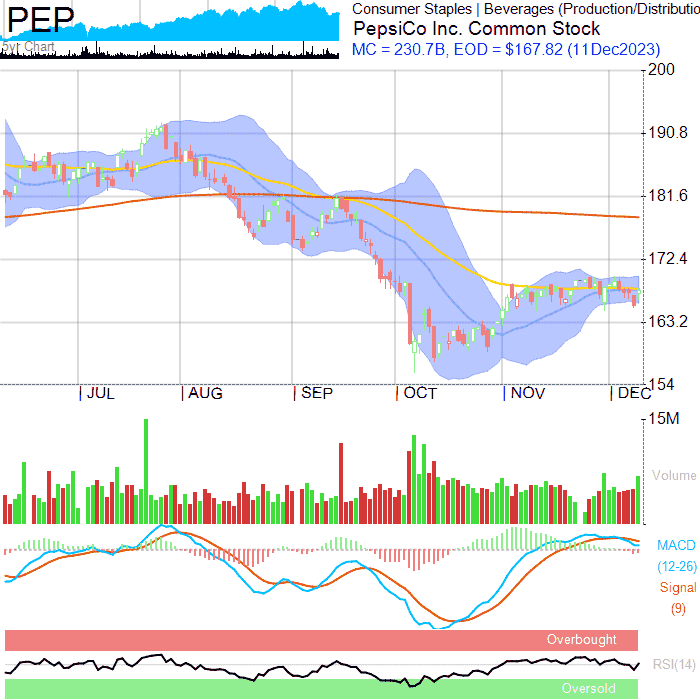 PEP
5yr Chart
Consumer Staples | Beverages (Production/Distributio
PepsiCo Inc. Common Stock
MC = 230.7B, EOD = $167.82 (11Dec2023)
200
190.8
181.6
172.4
163.2
154
JUL AUG SEP OCT NOV DEC
15M
Volume
MACD
(12-26)
Signal
(9)
Overbought
RSI(14)
Oversold